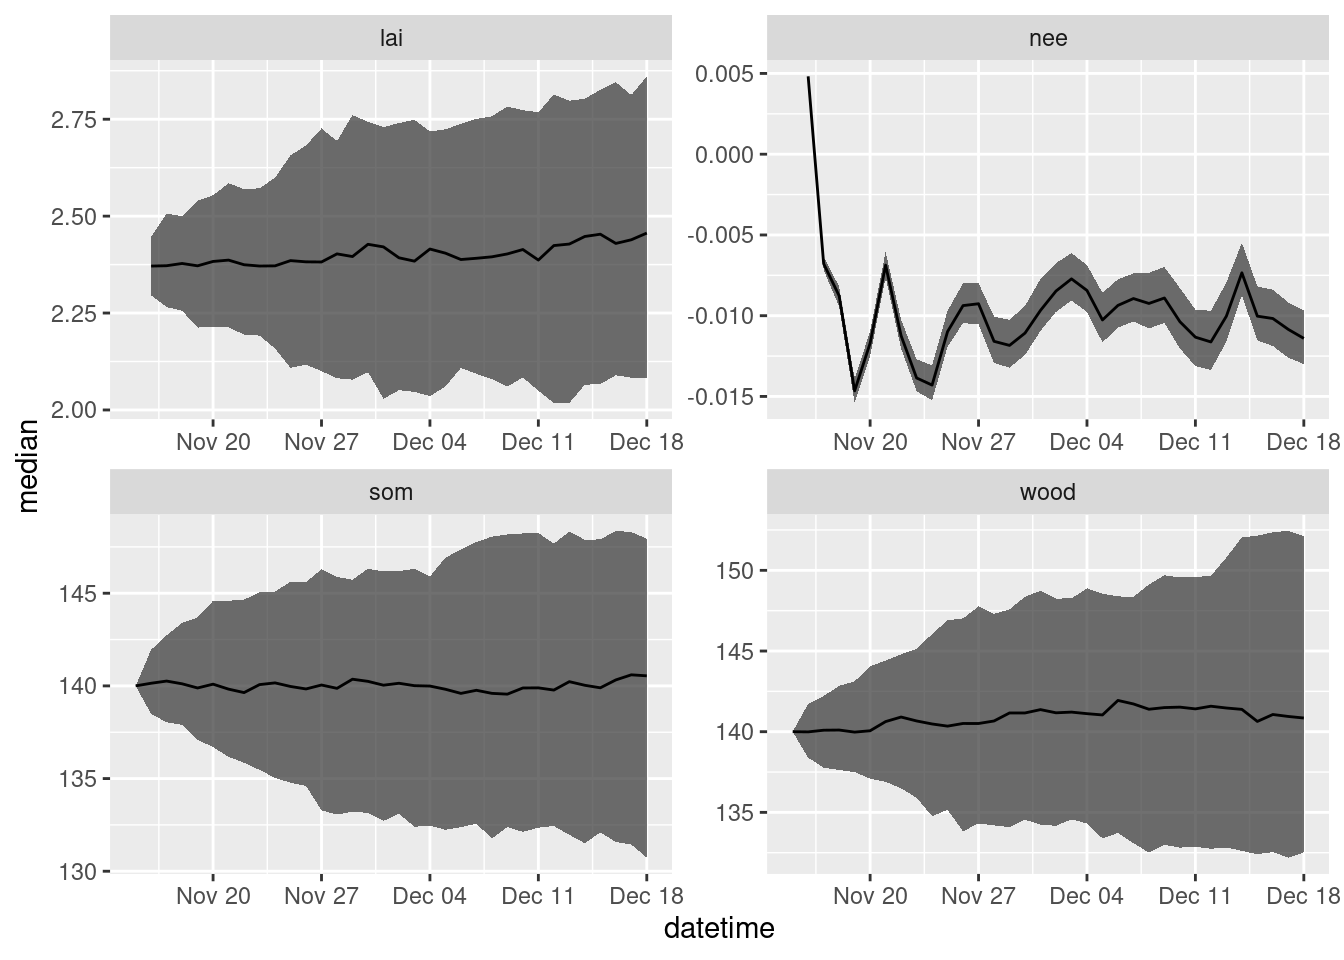 lai
nee
2.75
2.50
2.25
2.00
0.005
0.000
-0.005
-0.010
-0.015
Nov 20 Nov 27 Dec 04 Dec 11 Dec 18
Nov 20 Nov 27 Dec 04 Dec 11 Dec 18
median
som
wood
145
140
135
130
150
145
140
135
Nov 20 Nov 27 Dec 04 Dec 11 Dec 18
Nov 20 Nov 27 Dec 04 Dec 11 Dec 18
datetime